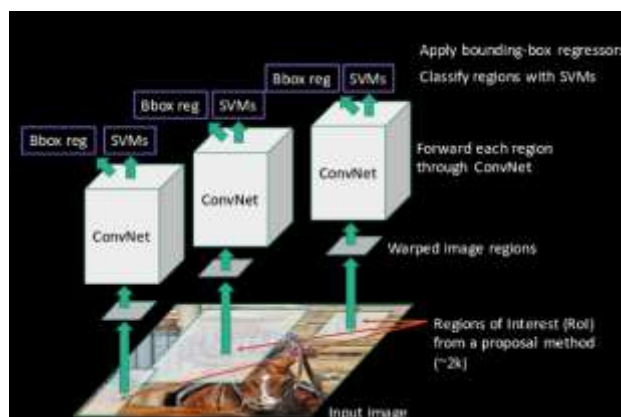 Apply bounding-box regressors
Bbox reg SVMs
Classify regions with SVMs
Bbox reg SVMs
Bbox reg SVMs
Forward each region
through ConvNet
ConvNet
ConvNet
ConvNet
Warped image regions
Regions of Interest (RoI)
from a proposal method
(~2k)
Input image